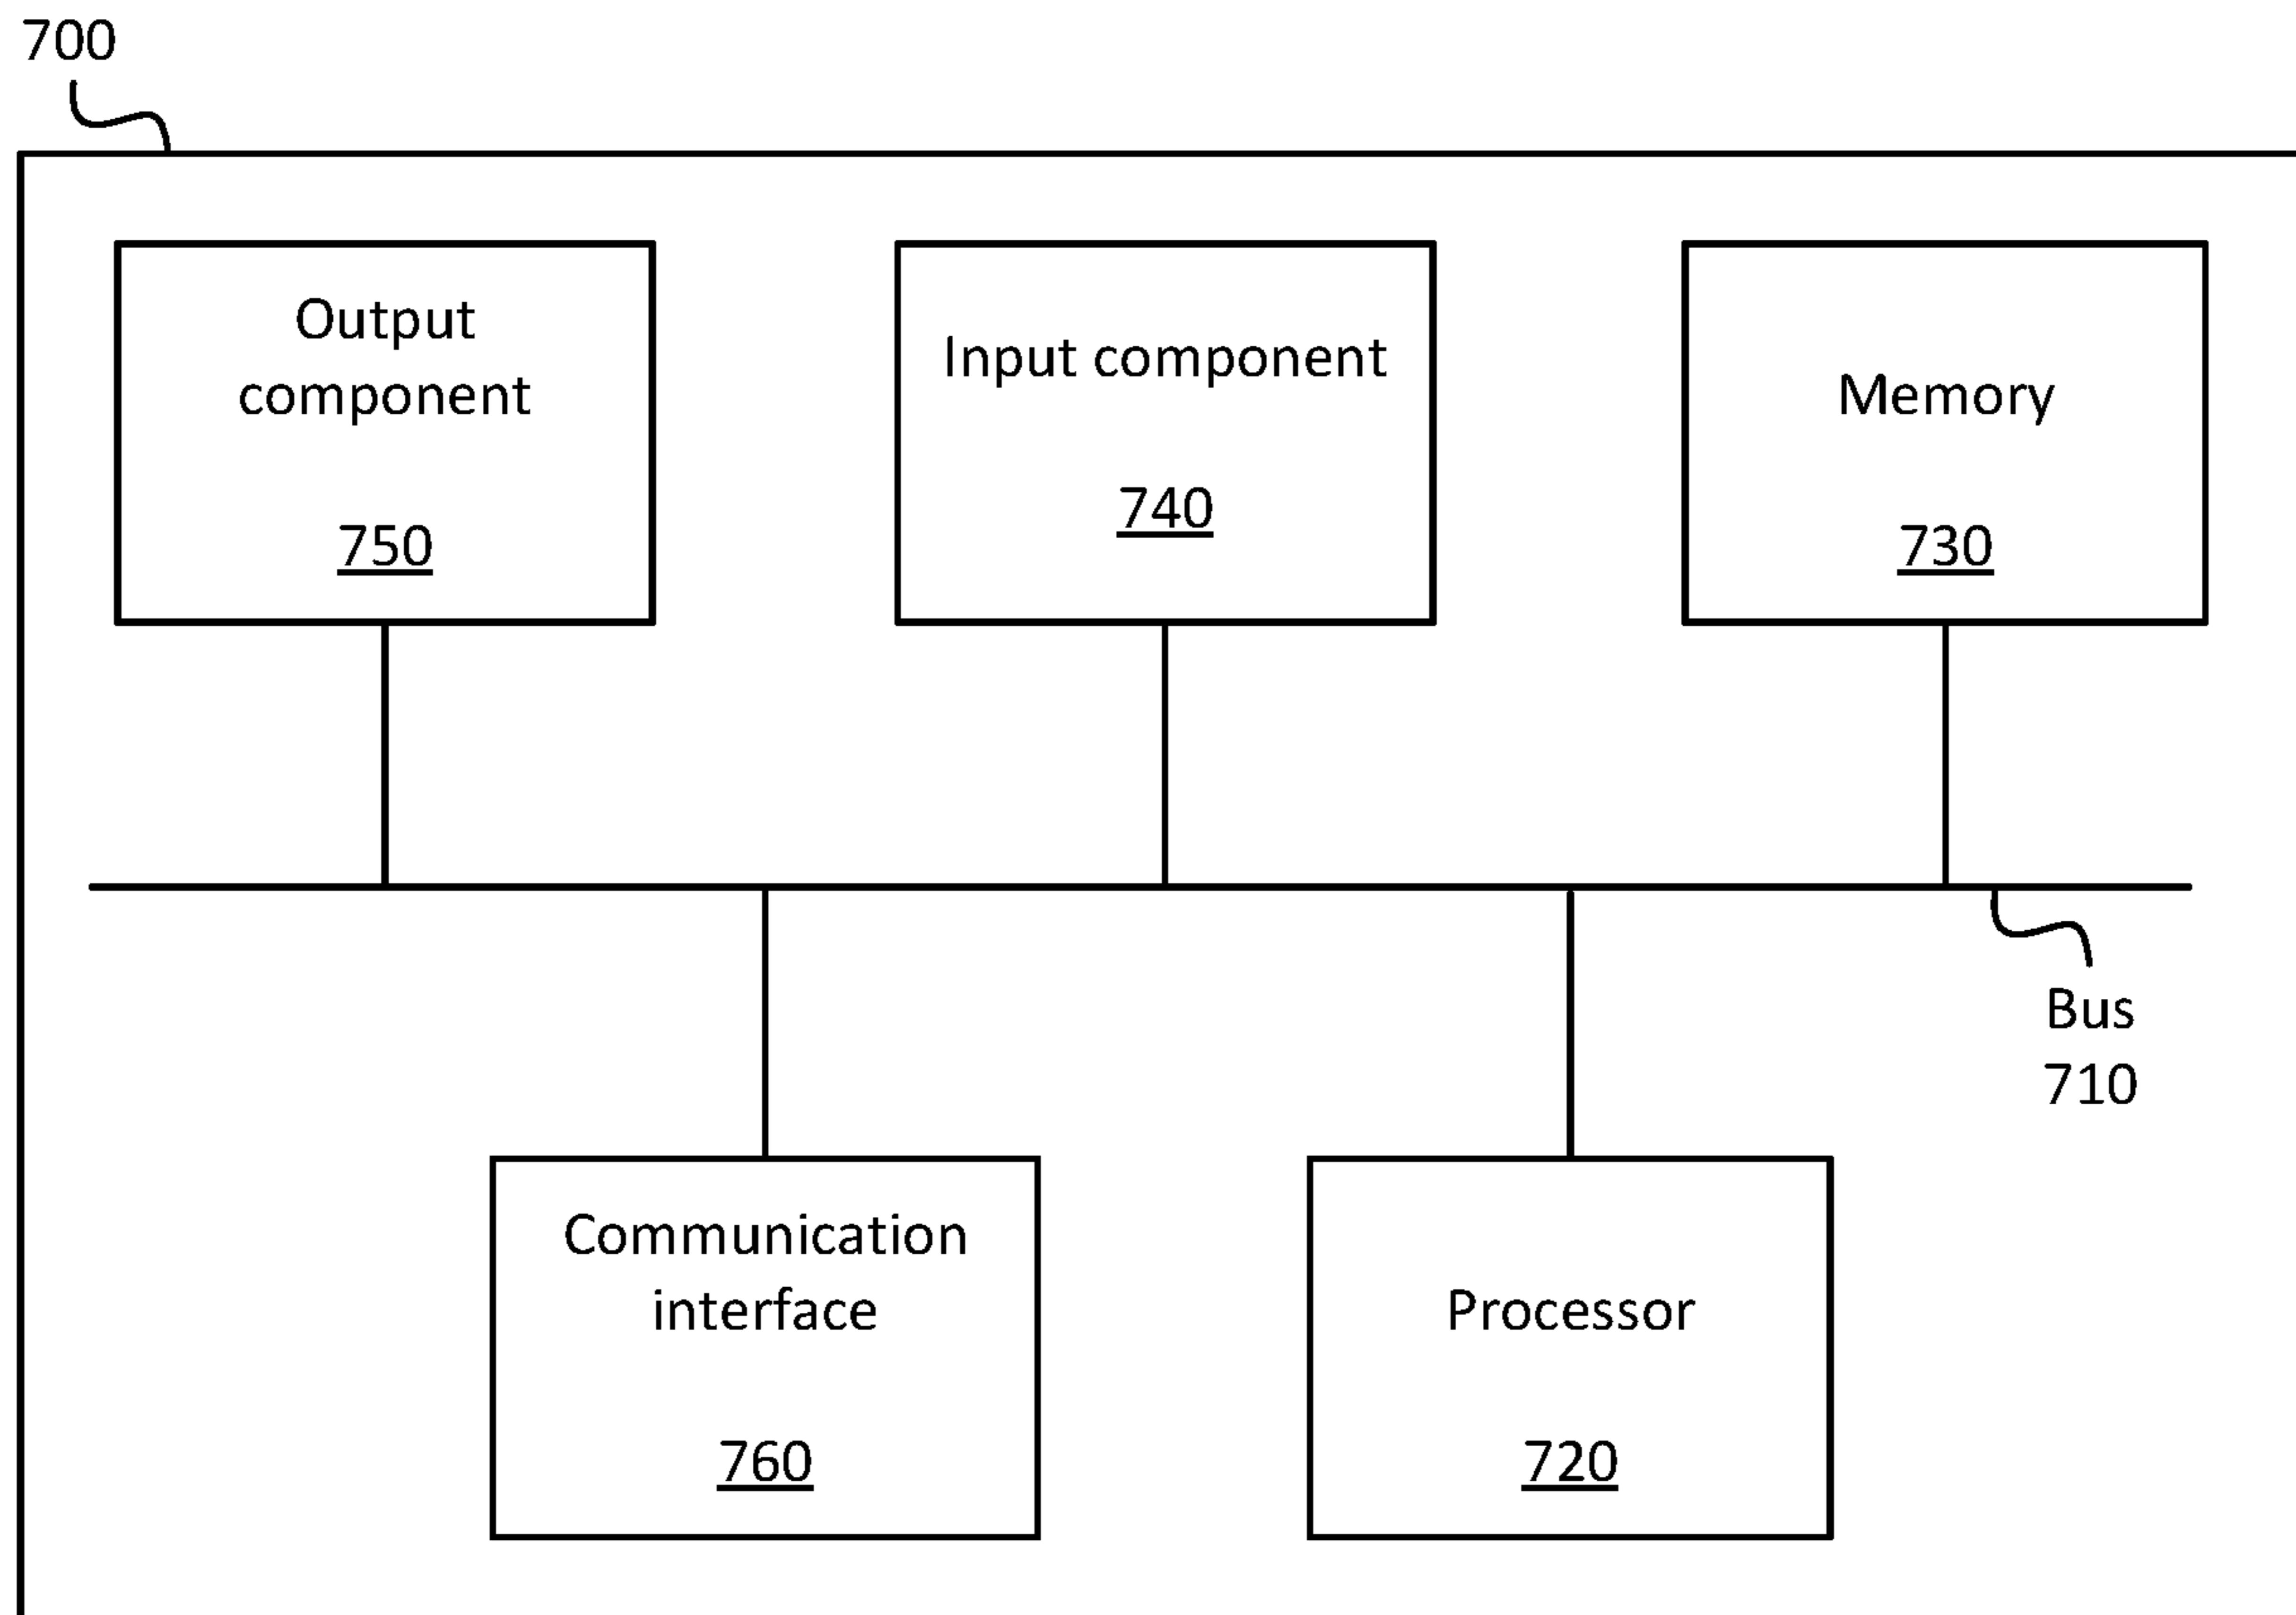 700
Output
component
750
Input component
740
Memory
730
Bus
710
Communication
interface
760
Processor
720